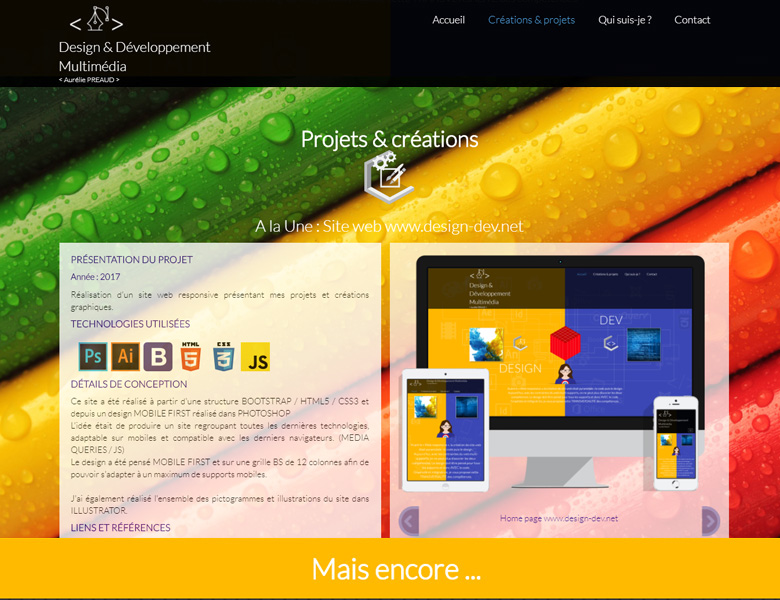 Accueil
Créations & projets
Qui suis-je ?
Contact
Design & Développement
Multimédia
< Aurélie PREAUD >
Projets & créations
A la Une : Site web www.design-dev.net
PRÉSENTATION DU PROJET
Année : 2017
Réalisation d'un site web responsive présentant mes projets et créations
graphiques.
TECHNOLOGIES UTILISÉES
Ps
Ai
B
HTML
5
CSS
3
JS
DÉTAILS DE CONCEPTION
Ce site a été réalisé à partir d'une structure BOOTSTRAP / HTML5 / CSS3 et
depuis un design MOBILE FIRST réalisé dans PHOTOSHOP
L'idée était de produire un site regroupant toutes les dernières technologies,
adaptable sur mobiles et compatible avec les derniers navigateurs. (MEDIA
QUERIES / JS)
Le design a été pensé MOBILE FIRST et sur une grille BS de 12 colonnes afin de
pouvoir s'adapter à un maximum de supports mobiles.
J'ai également réalisé l'ensemble des pictogrammes et illustrations du site dans
ILLUSTRATOR.
LIENS ET RÉFÉRENCES
Design &
Développement
Multimédia
DEV
DESIGN
Home page www.design-dev.net
Mais encore ...